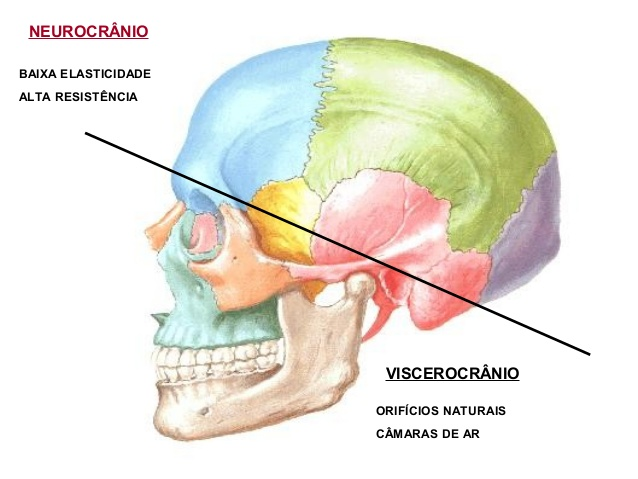 NEUROCRÂNIO
BAIXA ELASTICIDADE
ALTA RESISTÊNCIA
VISCEROCRÂNIO
ORIFÍCIOS NATURAIS
CÂMARAS DE AR